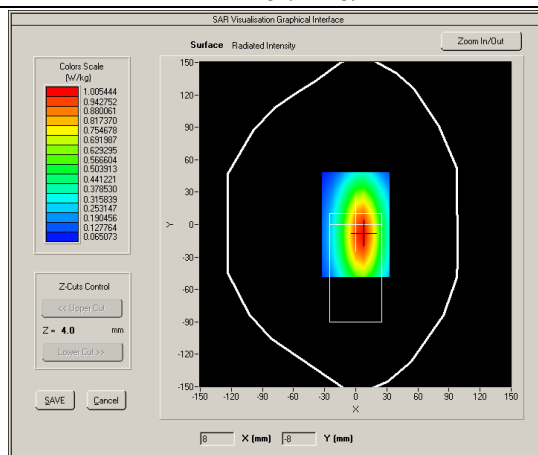 SAR Visualisation Graphical Interface
Surface Radiated Intensity
Zoom In/Out
Colors Scale
(W/kg)
1.005444
0.942752
0.880061
0.817370
0.754678
0.691987
0.629295
0.566604
0.503913
0.441221
0.378530
0.315839
0.253147
0.190456
0.127764
0.065073
Z-Cuts Control
<< Upper Cut
Z = 4.0 mm
Lower Cut >>
SAVE Cancel
150
120
90
60
30
0
-30
-60
-90
-120
-150
Y
-150 -120 -90 -60 -30 0 30 60 90 120 150
X
8 X (mm) -8 Y (mm)